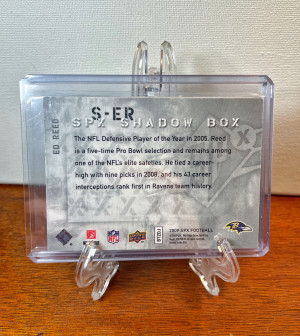 S-ER
SPX SHADOW BOX
ED REED
The NFL Defensive Player of the Year in 2005, Reed
is a five-time Pro Bowl selection and remains among
one of the NFL's elite safeties. He tied a career-
high with nine picks in 2008, and his 43 career
interceptions rank first in Ravens team history.
NFL
2009 SPX FOOTBALL